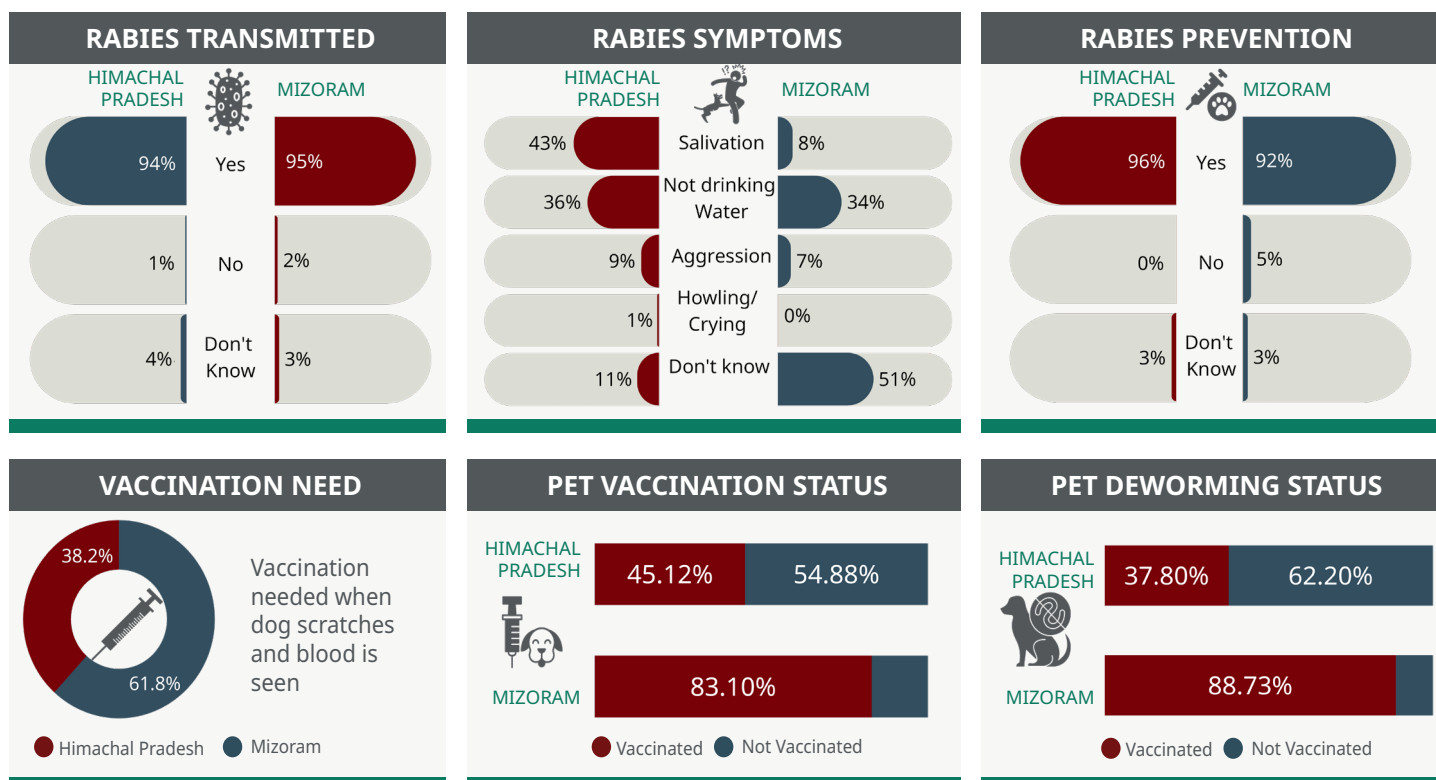 RABIES TRANSMITTED
HIMACHAL
PRADESH
MIZORAM
94%
Yes
95%
1%
No
2%
4%
Don't
Know
3%
RABIES SYMPTOMS
HIMACHAL
PRADESH
!?
MIZORAM
43%
Salivation
8%
36%
Not drinking
Water
34%
9%
Aggression
7%
1%
Howling/
Crying
0%
11%
Don't know
51%
RABIES PREVENTION
HIMACHAL
PRADESH
MIZORAM
96%
Yes
92%
0%
No
5%
3%
Don't
Know
3%
VACCINATION NEED
38.2%
61.8%
Vaccination
needed when
dog scratches
and blood is
seen
Himachal Pradesh
Mizoram
PET VACCINATION STATUS
HIMACHAL
PRADESH
45.12%
54.88%
MIZORAM
83.10%
Vaccinated
Not Vaccinated
PET DEWORMING STATUS
HIMACHAL
PRADESH
37.80%
62.20%
MIZORAM
88.73%
Vaccinated
Not Vaccinated